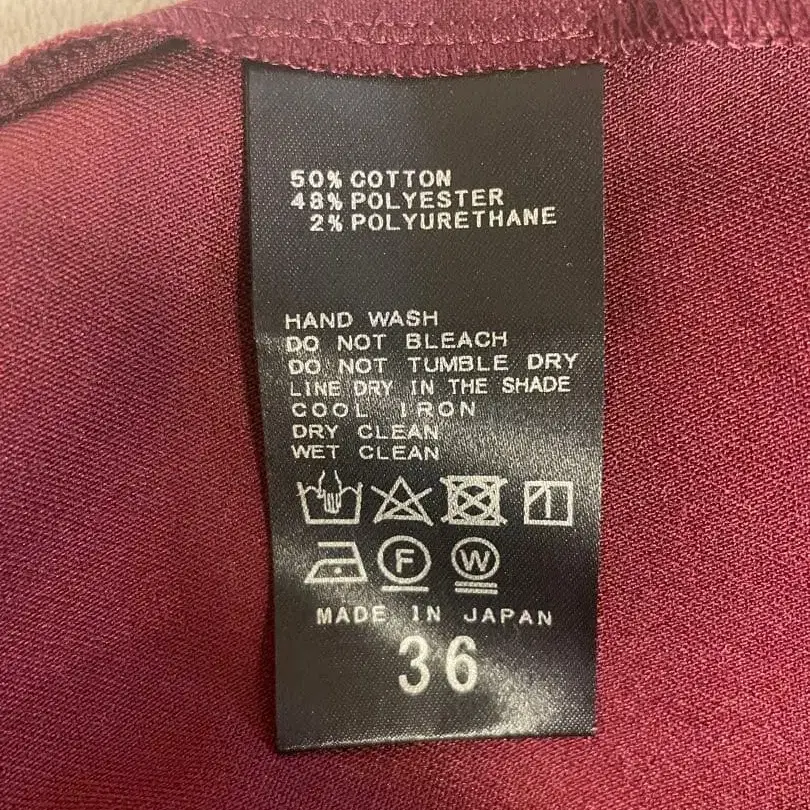 50% COTTON
48% POLYESTER
2% POLYURETHANE
HAND WASH
DO NOT BLEACH
DO NOT TUMBLE DRY
LINE DRY IN THE SHADE
COOL IRON
DRY CLEAN
WET CLEAN
F W
MADE IN JAPAN
36